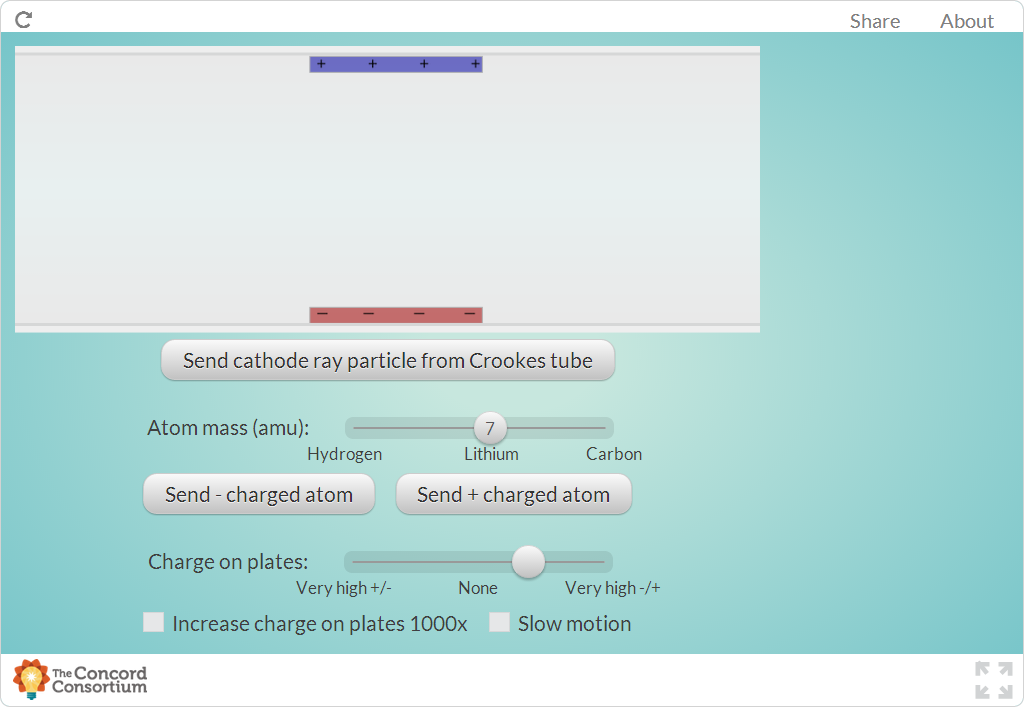 Share About
+ + + +
− − − −
Send cathode ray particle from Crookes tube
Atom mass (amu): 7
Hydrogen Lithium Carbon
Send - charged atom Send + charged atom
Charge on plates:
Very high +/- None Very high -/+
Increase charge on plates 1000x Slow motion
The Concord
Consortium